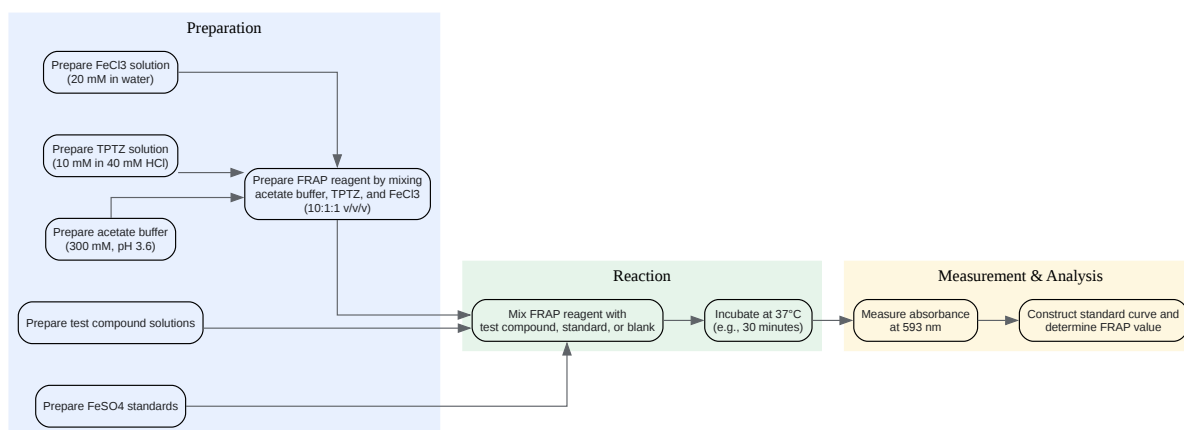 Preparation
Prepare FeCl3 solution
(20 mM in water)
Prepare TPTZ solution
(10 mM in 40 mM HCl)
Prepare FRAP reagent by mixing
acetate buffer, TPTZ, and FeCl3
(10:1:1 v/v/v)
Prepare acetate buffer
(300 mM, pH 3.6)
Prepare test compound solutions
Prepare FeSO4 standards
Reaction
Mix FRAP reagent with
test compound, standard, or blank
Incubate at 37°C
(e.g., 30 minutes)
Measurement & Analysis
Measure absorbance
at 593 nm
Construct standard curve and
determine FRAP value